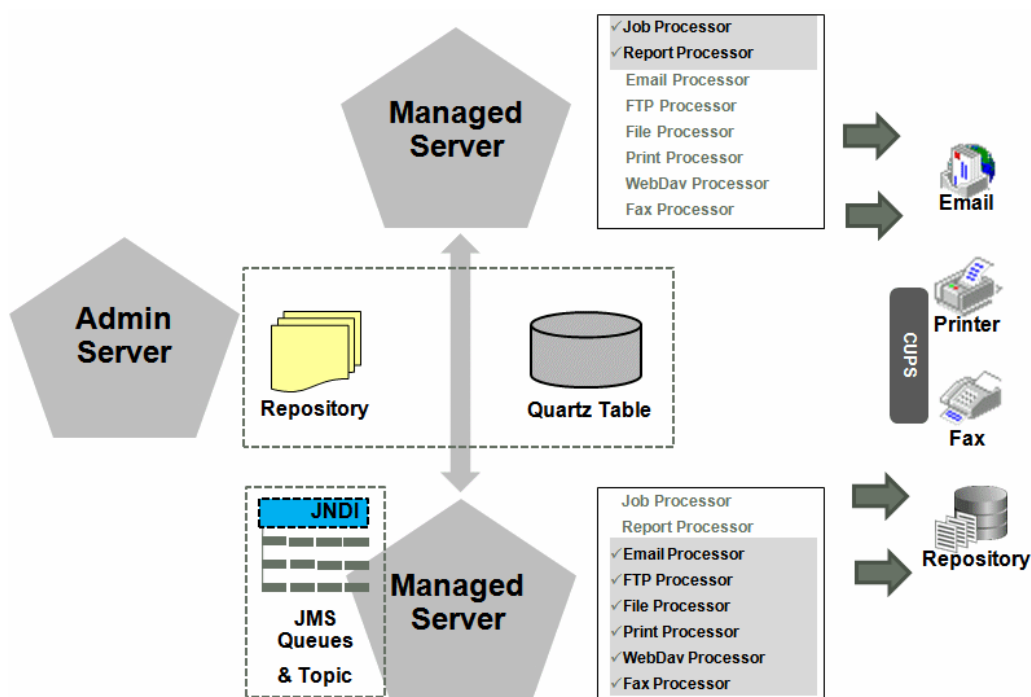 Job Processor
Report Processor
Email Processor
FTP Processor
File Processor
Print Processor
WebDav Processor
Fax Processor
Managed
Server
Email
Admin
Server
Repository
Quartz Table
Printer
CUPS
Fax
JNDI
JMS
Queues
& Topic
Managed
Server
Job Processor
Report Processor
Email Processor
FTP Processor
File Processor
Print Processor
WebDav Processor
Fax Processor
Repository